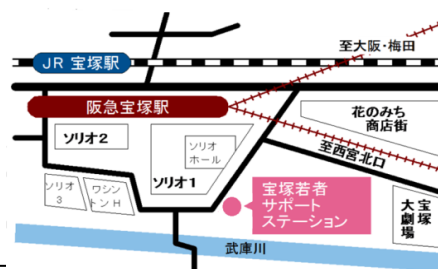 至大阪・梅田
JR 宝塚駅
阪急宝塚駅
花のみち
商店街
ソリオ2
ソリオ
ホール
至西宮北口
ソリオ1
ソリオ
3
ワシン
トンH
宝塚若者
サポート
ステーション
宝塚
大劇場
武庫川